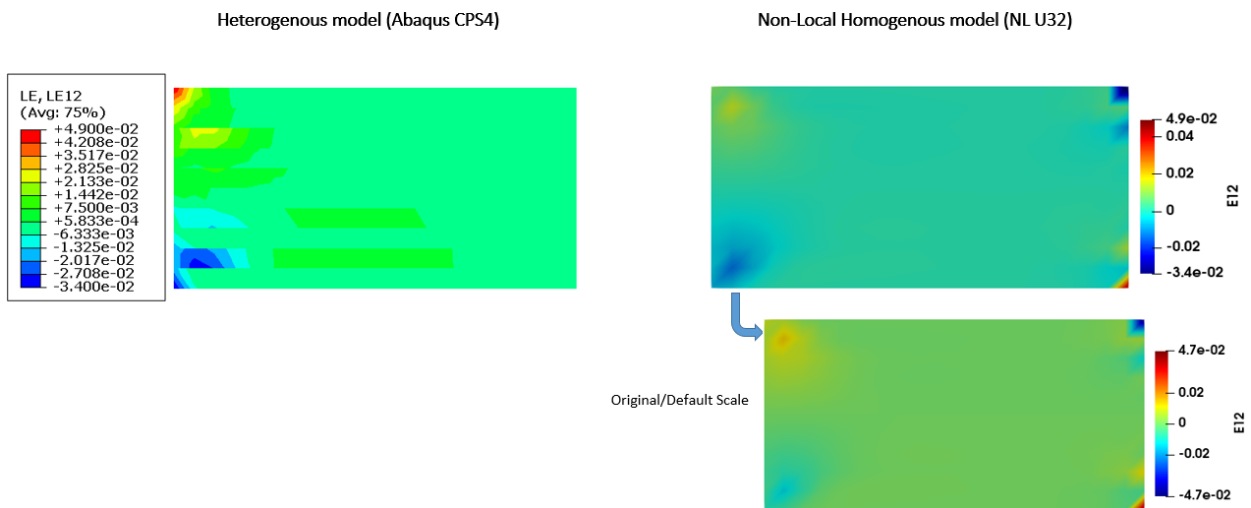 Heterogenous model (Abaqus CPS4)
Non-Local Homogenous model (NL U32)
LE, LE12
(Avg: 75%)
+4.900e-02
+4.208e-02
+3.517e-02
+2.825e-02
+2.133e-02
+1.442e-02
+7.500e-03
+5.833e-04
-6.333e-03
-1.325e-02
-2.017e-02
-2.708e-02
-3.400e-02
4.9e-02
0.04
0.02
0
-0.02
-3.4e-02
E12
Original/Default Scale
4.7e-02
0.02
0
-0.02
-4.7e-02
E12